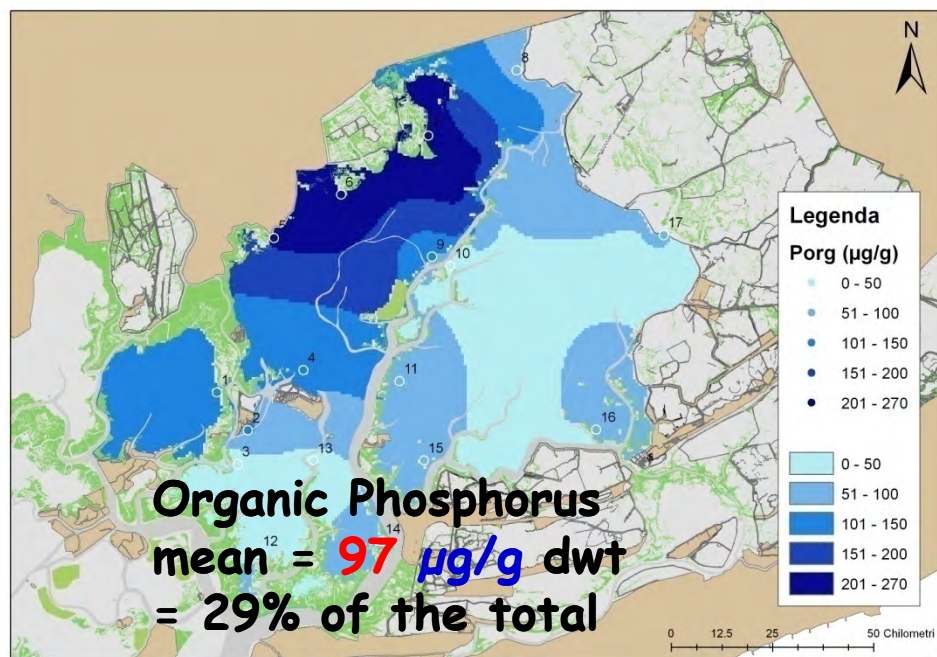 N
8
6
5
17
9
10
4
11
1
2
16
13
15
3
14
12
Legenda
Porg (µg/g)
0 - 50
51 - 100
101 - 150
151 - 200
201 - 270
0 - 50
51 - 100
101 - 150
151 - 200
201 - 270
Organic Phosphorus
mean = 97 µg/g dwt
= 29% of the total
0 12.5 25 50 Chilometri